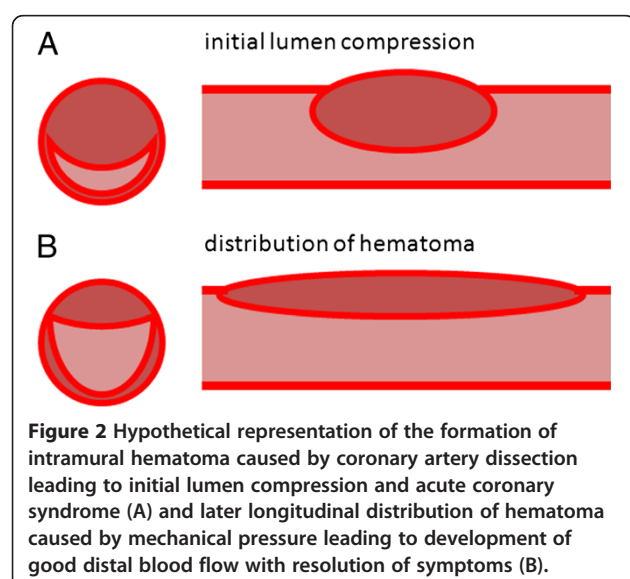 A
initial lumen compression
B
distribution of hematoma
Figure 2 Hypothetical representation of the formation of
intramural hematoma caused by coronary artery dissection
leading to initial lumen compression and acute coronary
syndrome (A) and later longitudinal distribution of hematoma
caused by mechanical pressure leading to development of
good distal blood flow with resolution of symptoms (B).